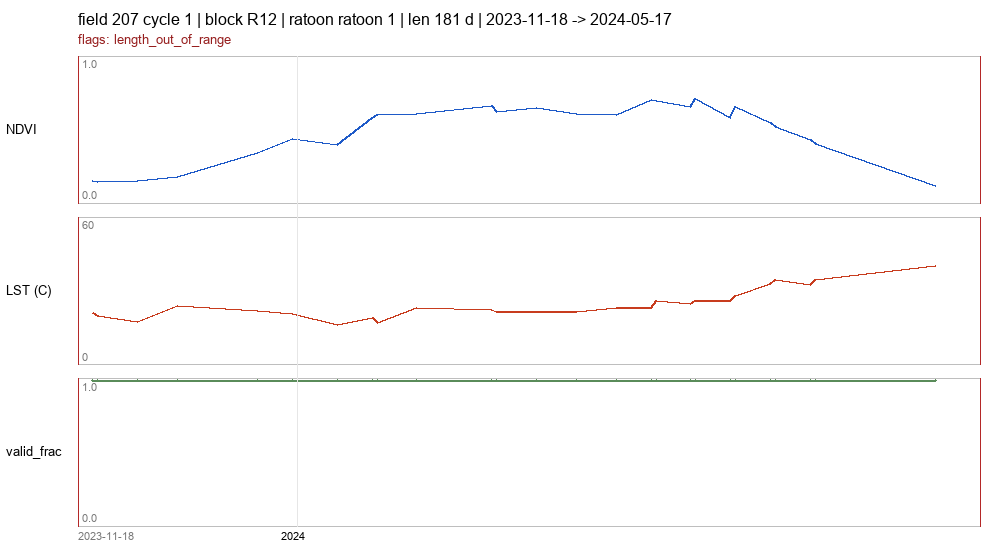 field 207 cycle 1 | block R12 | ratoon ratoon 1 | len 181 d | 2023-11-18 -> 2024-05-17
flags: length_out_of_range
1.0
NDVI
0.0
60
LST (C)
0
1.0
valid_frac
0.0
2023-11-18
2024